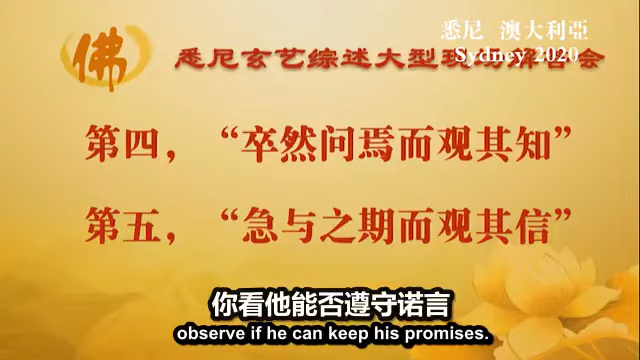 悉尼 澳大利亞
Sydney 2020
佛
悉尼玄艺综述大型现场解答会
第四，“卒然问焉而观其知”
第五，“急与之期而观其信”
你看他能否遵守诺言
observe if he can keep his promises.